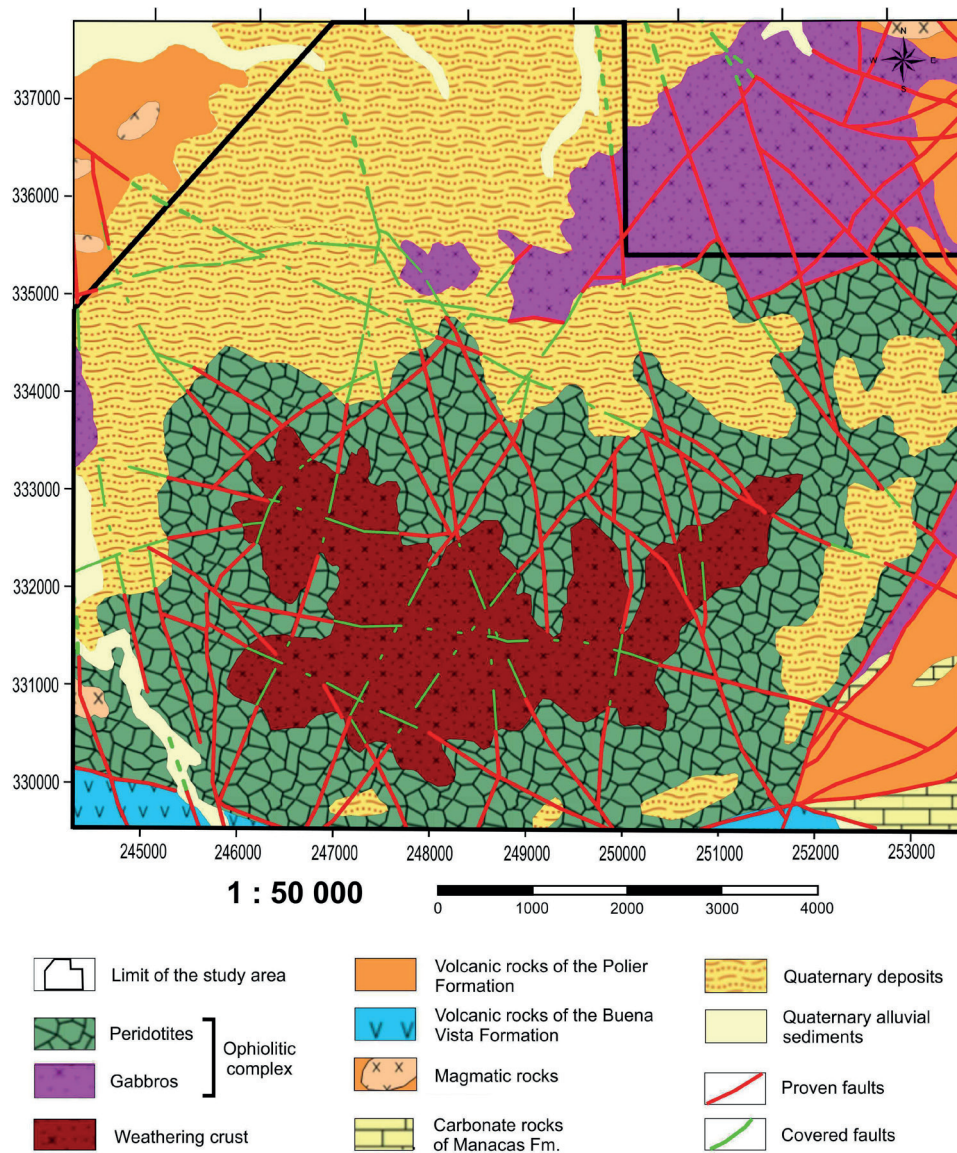 N
W
E
S
337000
336000
335000
334000
333000
332000
331000
330000
245000
246000
247000
248000
249000
250000
251000
252000
253000
1 : 50 000
0
1000
2000
3000
4000
Limit of the study area
Peridotites
Gabbros
Ophiolitic
complex
Weathering crust
Volcanic rocks of the Polier
Formation
Volcanic rocks of the Buena
Vista Formation
Magmatic rocks
Carbonate rocks
of Manacas Fm.
Quaternary deposits
Quaternary alluvial
sediments
Proven faults
Covered faults